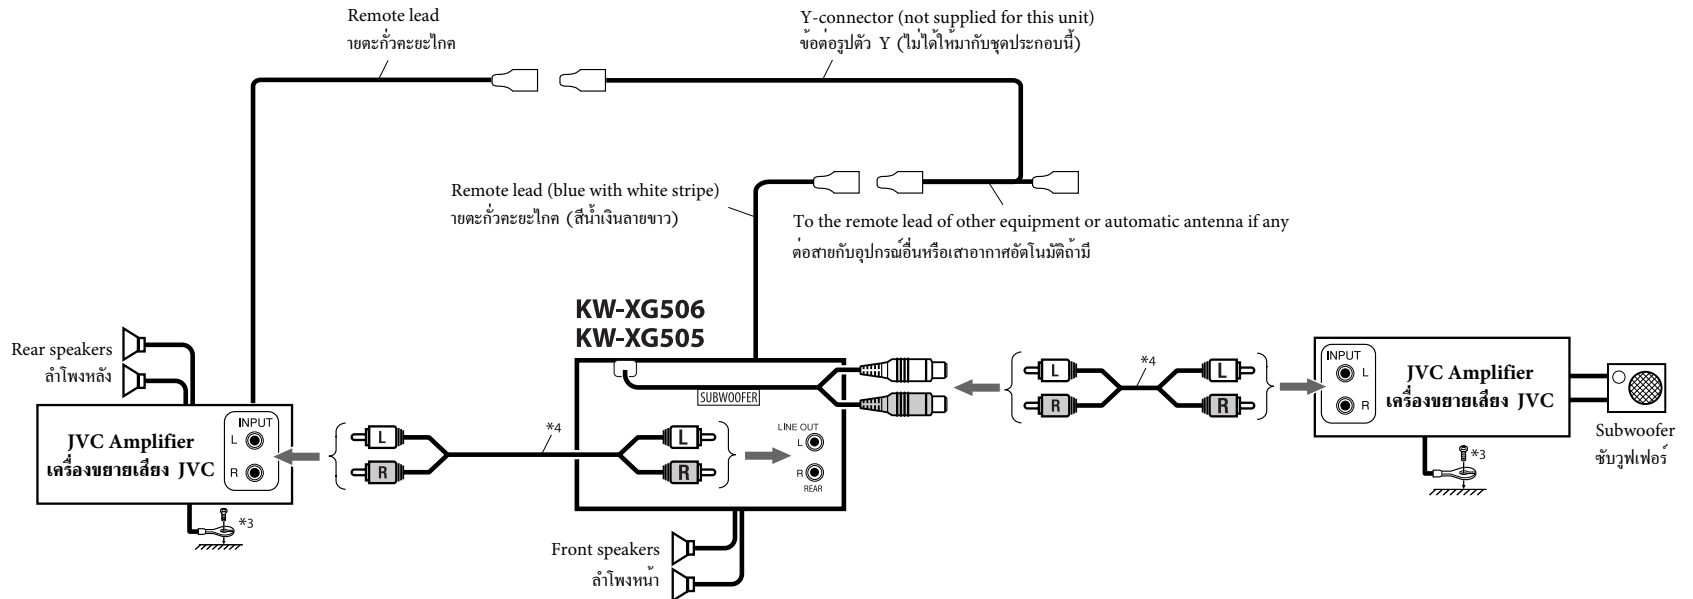 Remote lead
ายตะกั่วคะยะไกค
Y-connector (not supplied for this unit)
ข้อต่อรูปตัว Y (ไม่ได้ให้มากับชุดประกอบนี้)
Remote lead (blue with white stripe)
ายตะกั่วคะยะไกค (สีน้ำเงินลายขาว)
To the remote lead of other equipment or automatic antenna if any
ต่อสายกับอุปกรณ์อื่นหรือเสาอากาศอัตโนมัติถ้ามี
KW-XG506
KW-XG505
Rear speakers
ลำโพงหลัง
JVC Amplifier
เครื่องขยายเสียง JVC
INPUT
L
R
*3
L
R
*4
L
R
SUBWOOFER
LINE OUT
L
R
REAR
Front speakers
ลำโพงหน้า
L
R
*4
L
R
INPUT
L
R
JVC Amplifier
เครื่องขยายเสียง JVC
*3
Subwoofer
ซับวูฟเฟอร์